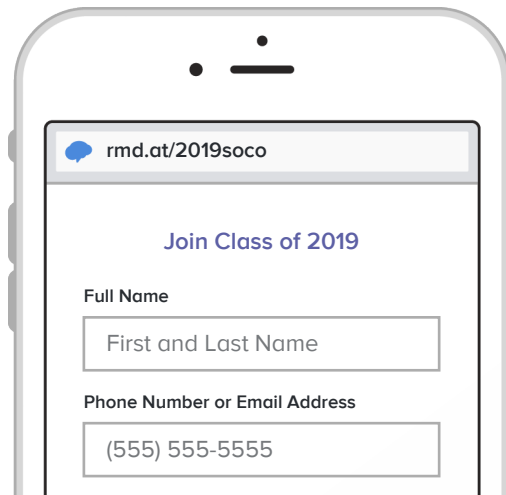 rmd.at/2019soco
Join Class of 2019
Full Name
First and Last Name
Phone Number or Email Address
(555) 555-5555